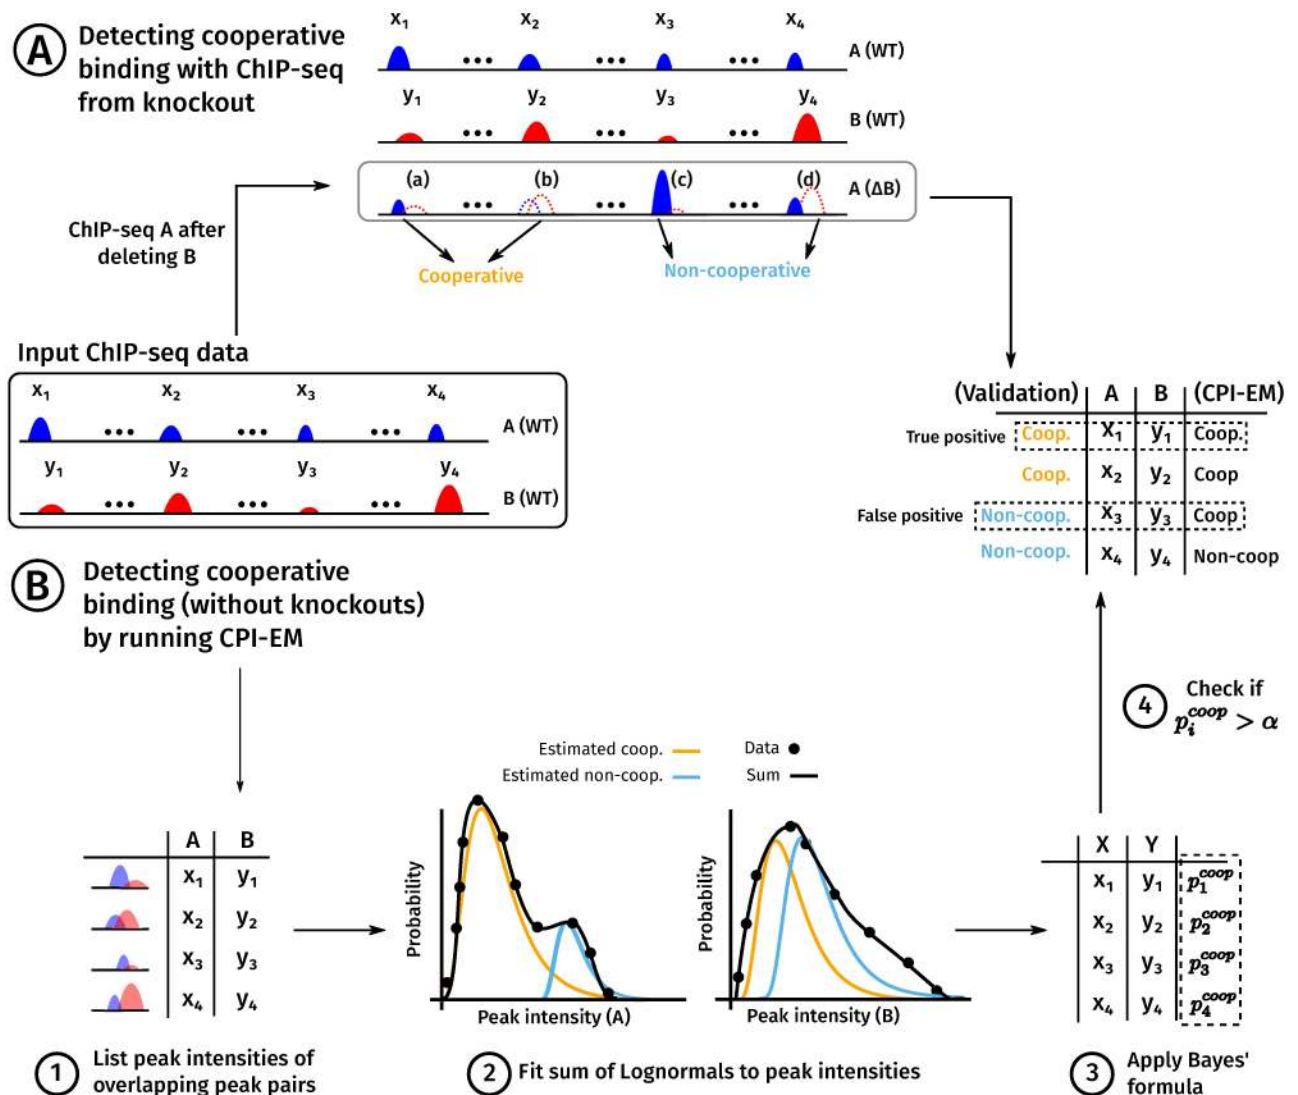 A
Detecting cooperative
binding with ChIP-seq
from knockout
x1 x2 x3 x4
••• ••• •••
A (WT)
y1 y2 y3 y4
••• ••• •••
B (WT)
(a) (b) (c) (d)
••• ••• •••
A (ΔB)
Cooperative
Non-cooperative
ChIP-seq A after
deleting B
Input ChIP-seq data
x1 x2 x3 x4
••• ••• •••
A (WT)
y1 y2 y3 y4
••• ••• •••
B (WT)
(Validation) A B (CPI-EM)
True positive Coop. x1 y1 Coop.
Coop. x2 y2 Coop
False positive Non-coop. x3 y3 Coop
Non-coop. x4 y4 Non-coop
B
Detecting cooperative
binding (without knockouts)
by running CPI-EM
4
Check if
p_i^coop > α
Estimated coop.
Data
Estimated non-coop.
Sum
A B
x1 y1
x2 y2
x3 y3
x4 y4
Probability
Peak intensity (A)
Probability
Peak intensity (B)
X Y
x1 y1 p_1^coop
x2 y2 p_2^coop
x3 y3 p_3^coop
x4 y4 p_4^coop
1
List peak intensities of
overlapping peak pairs
2
Fit sum of Lognormals to peak intensities
3
Apply Bayes'
formula